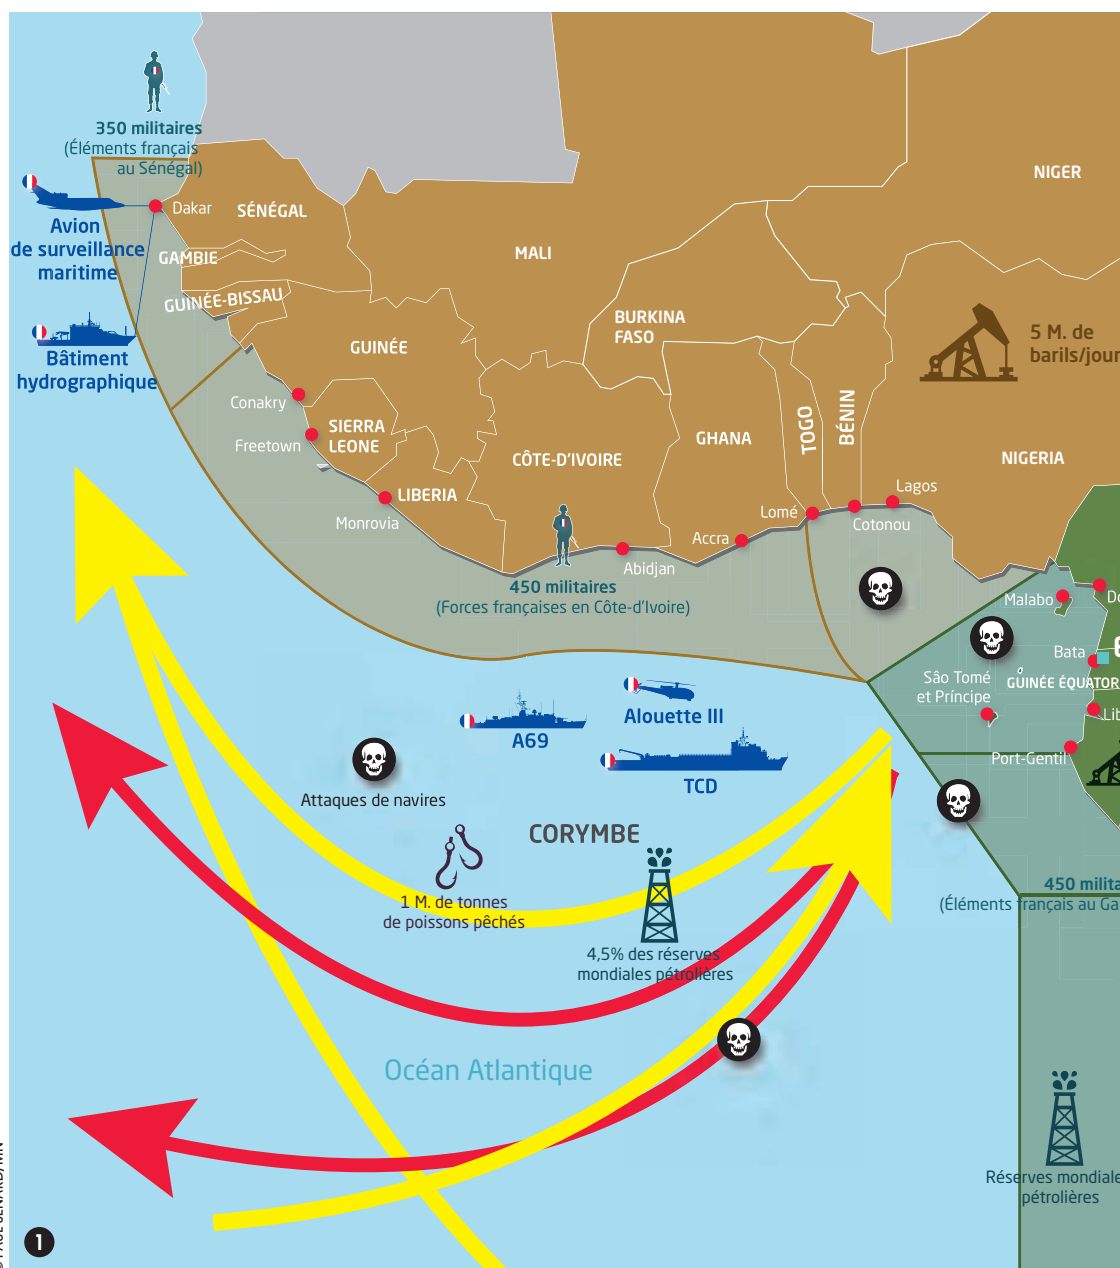 350 militaires
(Éléments français
au Sénégal)
Dakar
Avion
de surveillance
maritime
Bâtiment
hydrographique
SÉNÉGAL
GAMBIE
GUINÉE-BISSAU
GUINÉE
MALI
NIGER
BURKINA
FASO
5 M. de
barils/jour
Conakry
Freetown
SIERRA
LEONE
LIBERIA
Monrovia
CÔTE-D'IVOIRE
GHANA
TOGO
BÉNIN
NIGERIA
Lagos
Lomé
Cotonou
Accra
Abidjan
450 militaires
(Forces françaises en Côte-d'Ivoire)
Malabo
Bata
São Tomé
et Príncipe
GUINÉE ÉQUATOR
Lib
Port-Gentil
Alouette III
A69
TCD
Attaques de navires
CORYMBE
1 M. de tonnes
de poissons pêchés
4,5% des réserves
mondiales pétrolières
450 milita
(Éléments français au Ga
Océan Atlantique
Réserves mondiale
pétrolières
1